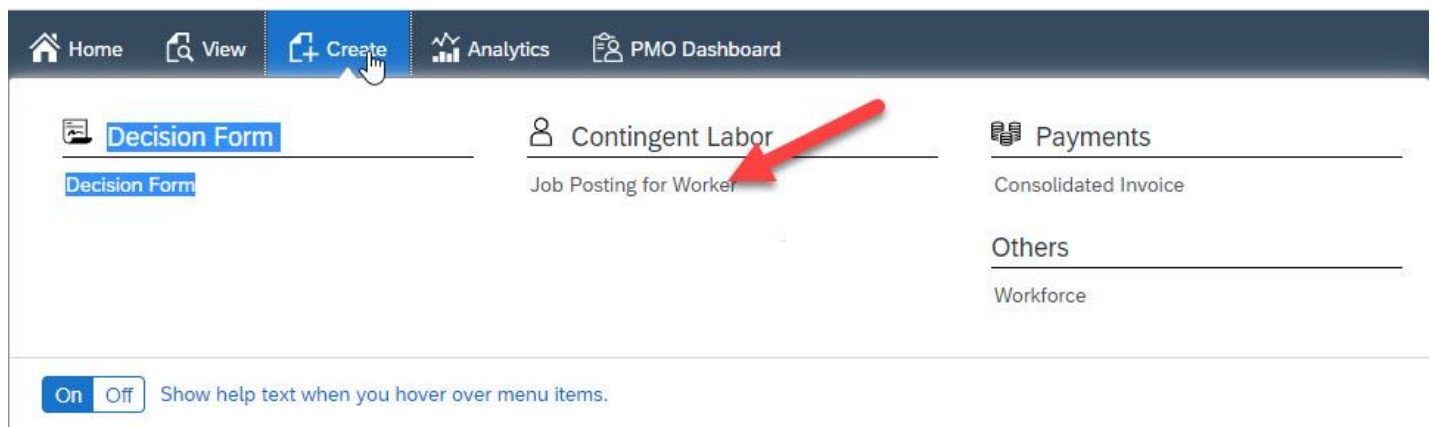 Home View Create Analytics PMO Dashboard
Decision Form
Decision Form
Contingent Labor
Job Posting for Worker
Payments
Consolidated Invoice
Others
Workforce
On Off Show help text when you hover over menu items.